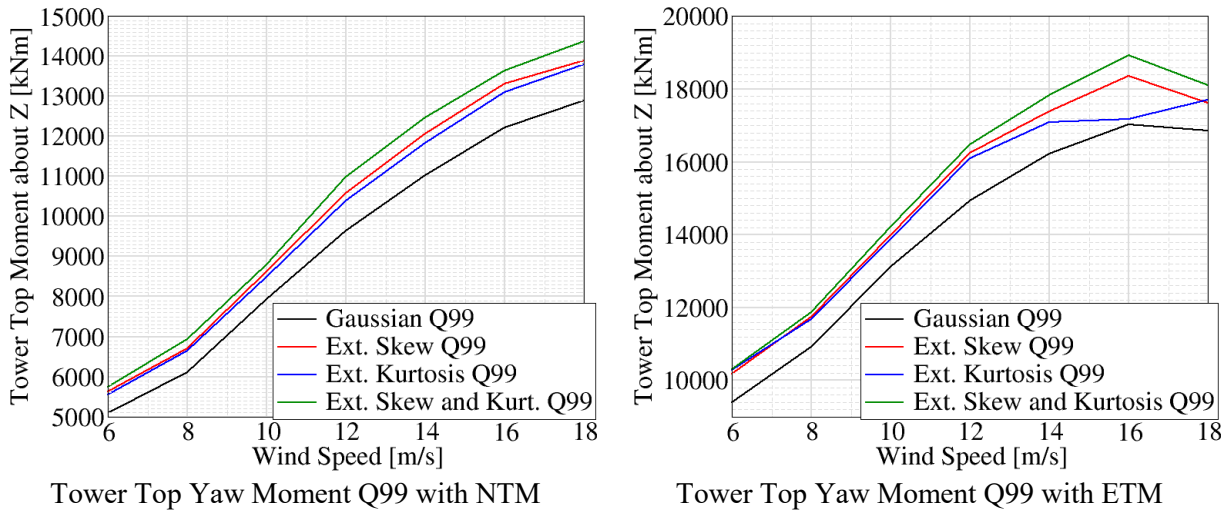 Tower Top Moment about Z [kNm]
15000
14000
13000
12000
11000
10000
9000
8000
7000
6000
5000
Gaussian Q99
Ext. Skew Q99
Ext. Kurtosis Q99
Ext. Skew and Kurt. Q99
6 8 10 12 14 16 18
Wind Speed [m/s]
Tower Top Yaw Moment Q99 with NTM
Tower Top Moment about Z [kNm]
20000
18000
16000
14000
12000
10000
Gaussian Q99
Ext. Skew Q99
Ext. Kurtosis Q99
Ext. Skew and Kurtosis Q99
6 8 10 12 14 16 18
Wind Speed [m/s]
Tower Top Yaw Moment Q99 with ETM